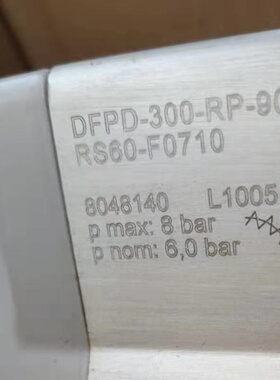 DFPD-300-RP-90
RS60-F0710
8048140 L1005
p max: 8 bar
p nom: 6,0 bar